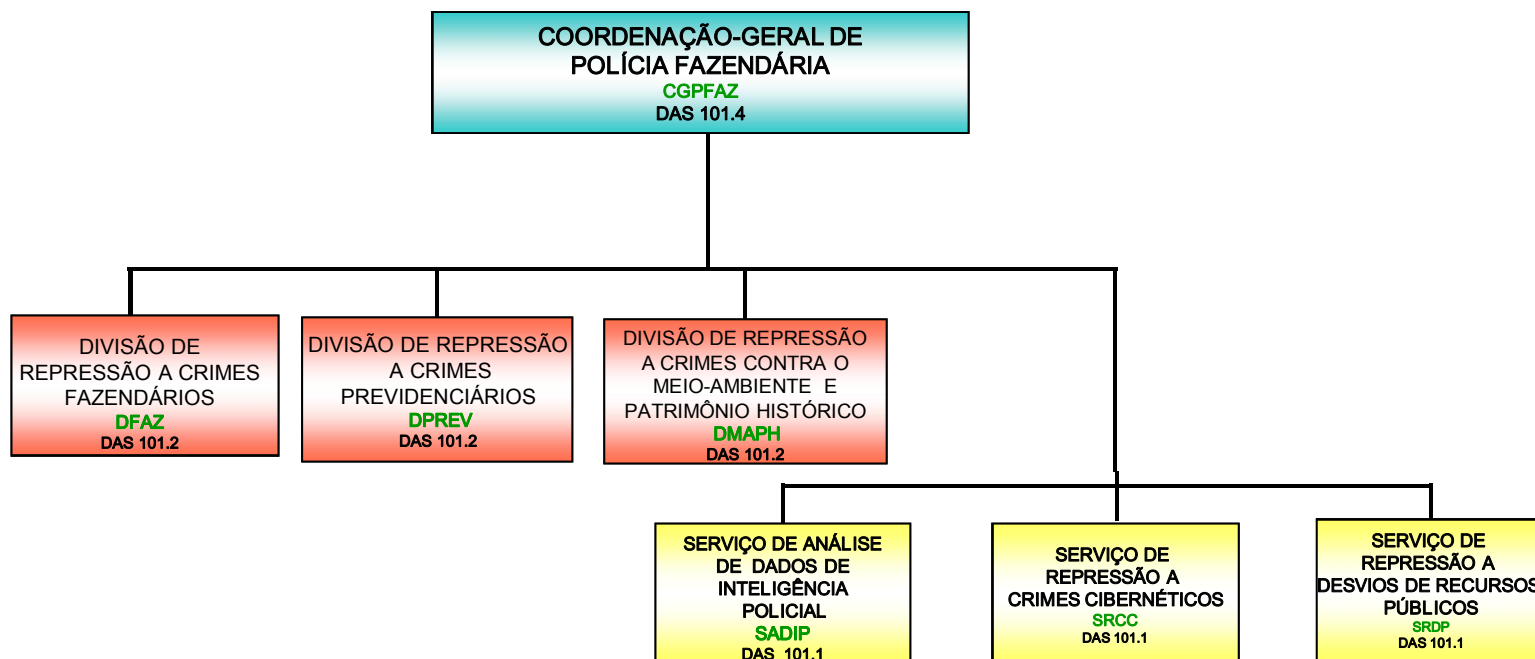 COORDENAÇÃO-GERAL DE
POLÍCIA FAZENDÁRIA
CGPFAZ
DAS 101.4
DIVISÃO DE
REPRESSÃO A CRIMES
FAZENDÁRIOS
DFAZ
DAS 101.2
DIVISÃO DE REPRESSÃO
A CRIMES
PREVIDENCIÁRIOS
DPREV
DAS 101.2
DIVISÃO DE REPRESSÃO
A CRIMES CONTRA O
MEIO-AMBIENTE E
PATRIMÔNIO HISTÓRICO
DMAPH
DAS 101.2
SERVIÇO DE ANÁLISE
DE DADOS DE
INTELIGÊNCIA
POLICIAL
SADIP
DAS 101.1
SERVIÇO DE
REPRESSÃO A
CRIMES CIBERNÉTICOS
SRCC
DAS 101.1
SERVIÇO DE
REPRESSÃO A
DESVIOS DE RECURSOS
PÚBLICOS
SRDP
DAS 101.1